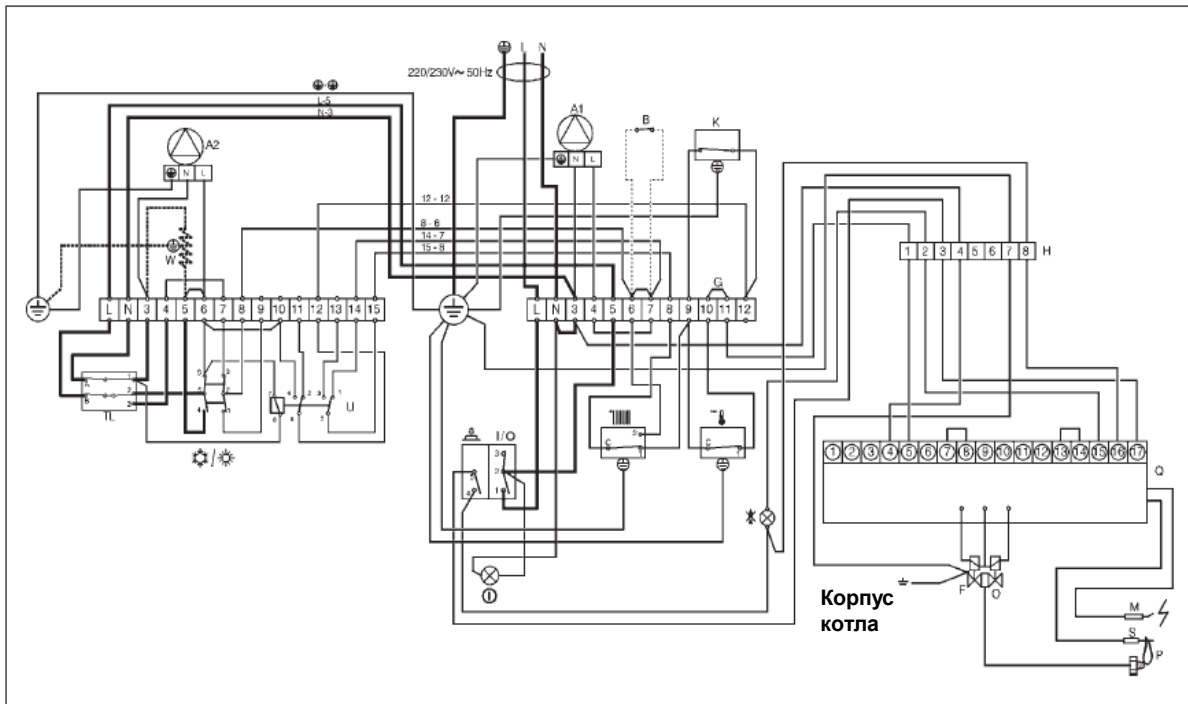 L N
220/230V~ 50Hz
L-5
N-3
A2
N L
A1
N L
B
K
12 - 12
8 - 6
14 - 7
15 - 8
W
G
1 2 3 4 5 6 7 8 H
L N 3 4 5 6 7 8 9 10 11 12 13 14 15
L N 3 4 5 6 7 8 9 10 11 12
TL
U
I/O
3
2
1
C
C
1 2 3 4 5 6 7 8 9 10 11 12 13 14 15 16 17
Q
F O
Корпус
котла
M
S
P